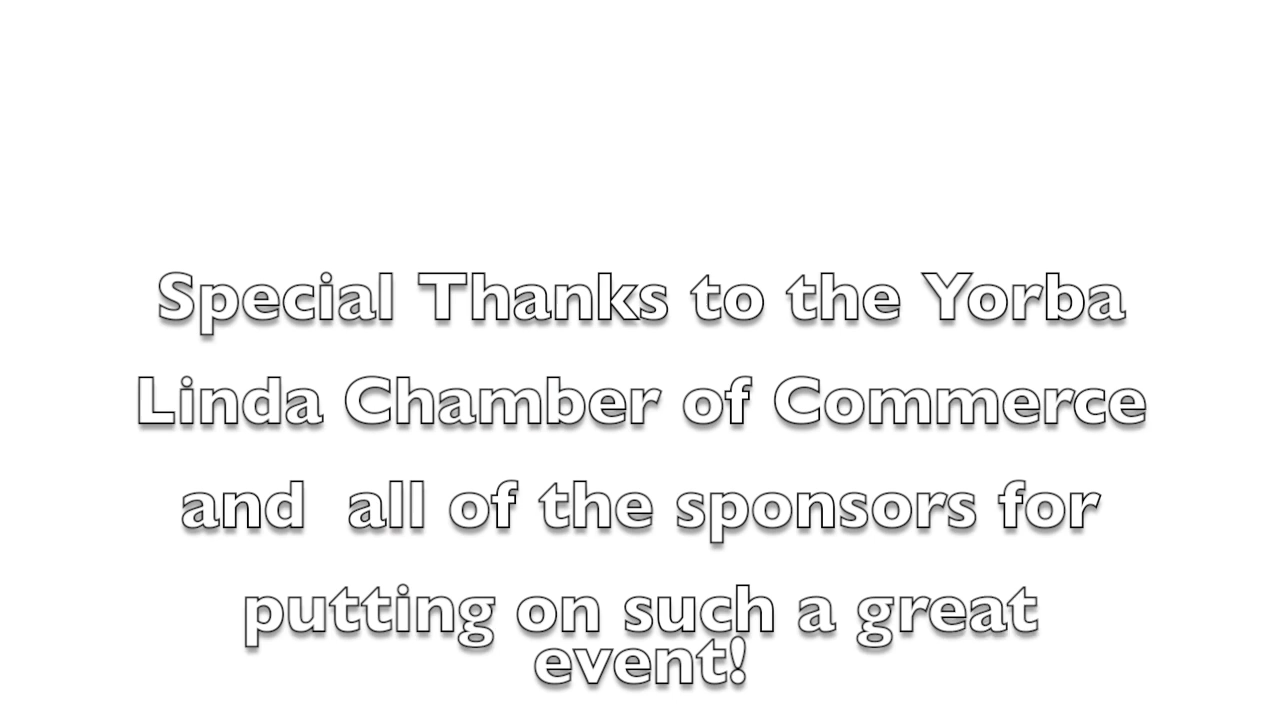 Special Thanks to the Yorba
Linda Chamber of Commerce
and  all of the sponsors for
putting on such a great
event!